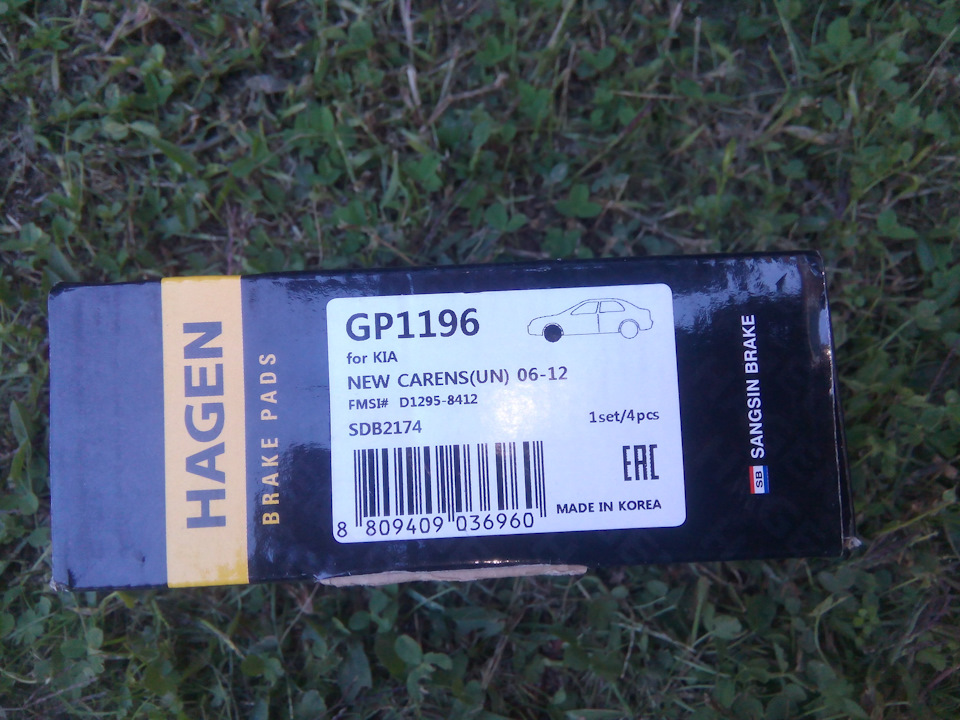 HAGEN
BRAKE PADS
GP1196
for KIA
NEW CARENS(UN) 06-12
FMSI# D1295-8412
SDB2174
1set/4pcs
EAC
MADE IN KOREA
8 809409 036960
SB SANGSIN BRAKE